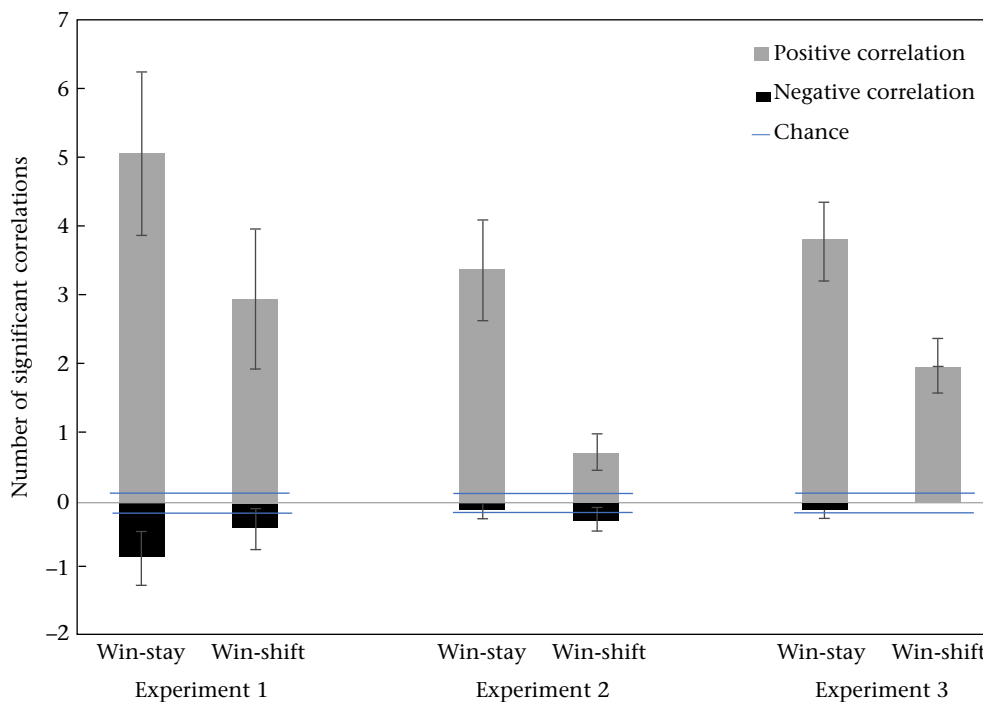 7
6
5
4
3
2
1
0
–1
–2
Number of significant correlations
Positive correlation
Negative correlation
Chance
Win-stay Win-shift Win-stay Win-shift Win-stay Win-shift
Experiment 1 Experiment 2 Experiment 3